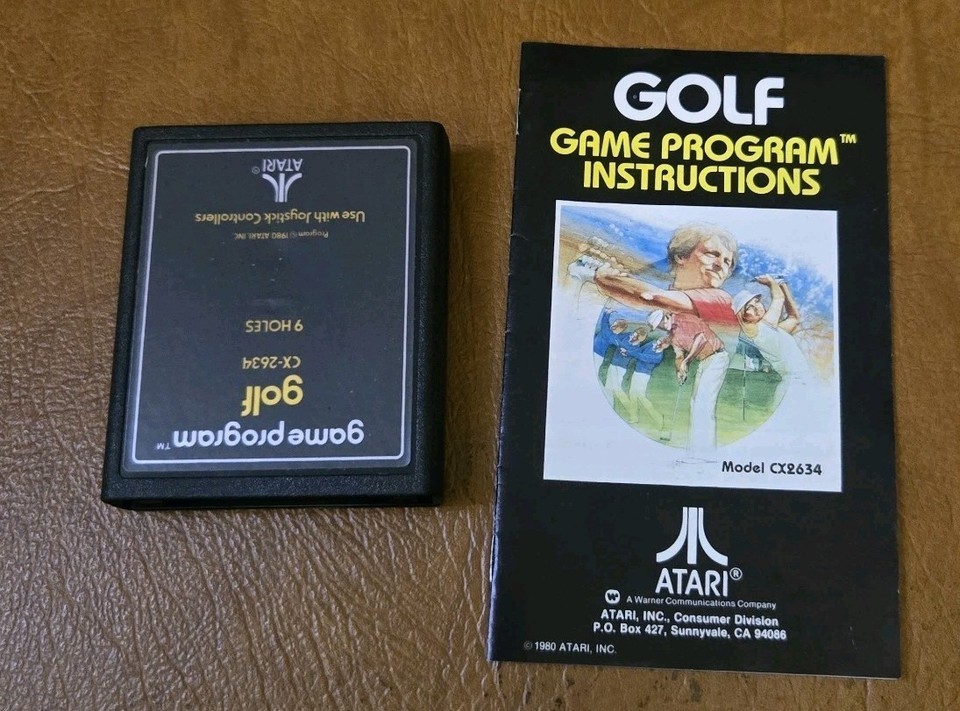 game program™
golf
CX-2634
9 HOLES
Program © 1980 ATARI, INC.
Use with Joystick Controllers
ATARI®
GOLF
GAME PROGRAM™
INSTRUCTIONS
Model CX2634
ATARI®
W A Warner Communications Company
ATARI, INC., Consumer Division
P.O. Box 427, Sunnyvale, CA 94086
© 1980 ATARI, INC.